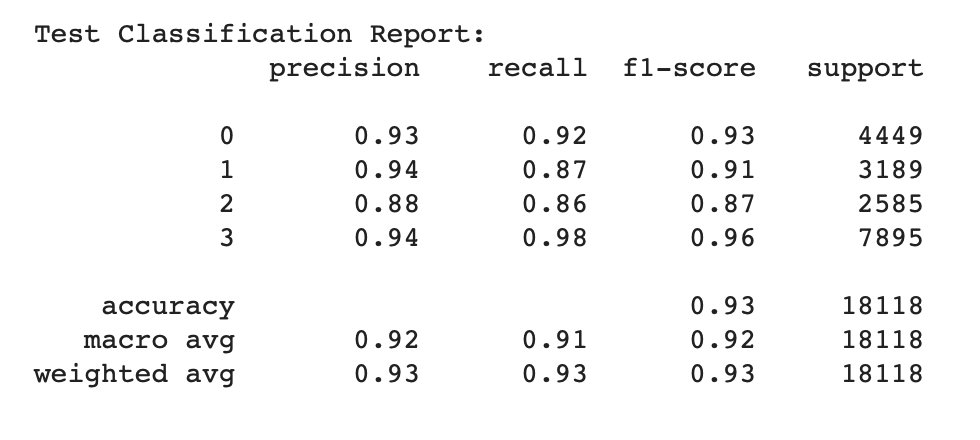 Test Classification Report:
              precision    recall  f1-score   support

           0       0.93      0.92      0.93      4449
           1       0.94      0.87      0.91      3189
           2       0.88      0.86      0.87      2585
           3       0.94      0.98      0.96      7895

    accuracy                           0.93     18118
   macro avg       0.92      0.91      0.92     18118
weighted avg       0.93      0.93      0.93     18118